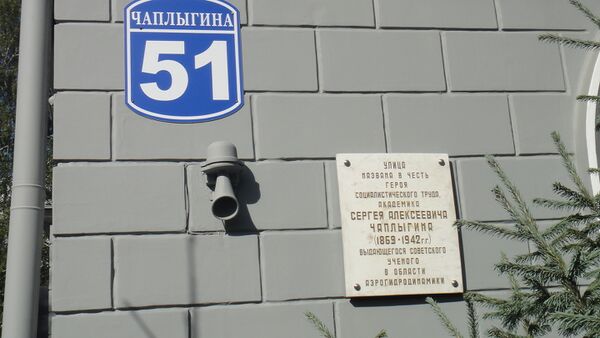 ЧАПЛЫГИНА
51
УЛИЦА
НАЗВАНА В ЧЕСТЬ
ГЕРОЯ
СОЦИАЛИСТИЧЕСКОГО ТРУДА,
АКАДЕМИКА
СЕРГЕЯ АЛЕКСЕЕВИЧА
ЧАПЛЫГИНА
(1869-1942гг.)
ВЫДАЮЩЕГОСЯ СОВЕТСКОГО
УЧЕНОГО
В ОБЛАСТИ
АЭРОГИДРОДИНАМИКИ